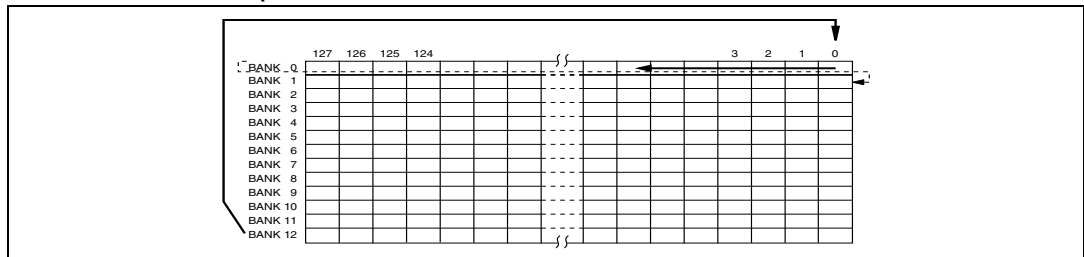 127 126 125 124 3 2 1 0
BANK 0
BANK 1
BANK 2
BANK 3
BANK 4
BANK 5
BANK 6
BANK 7
BANK 8
BANK 9
BANK 10
BANK 11
BANK 12